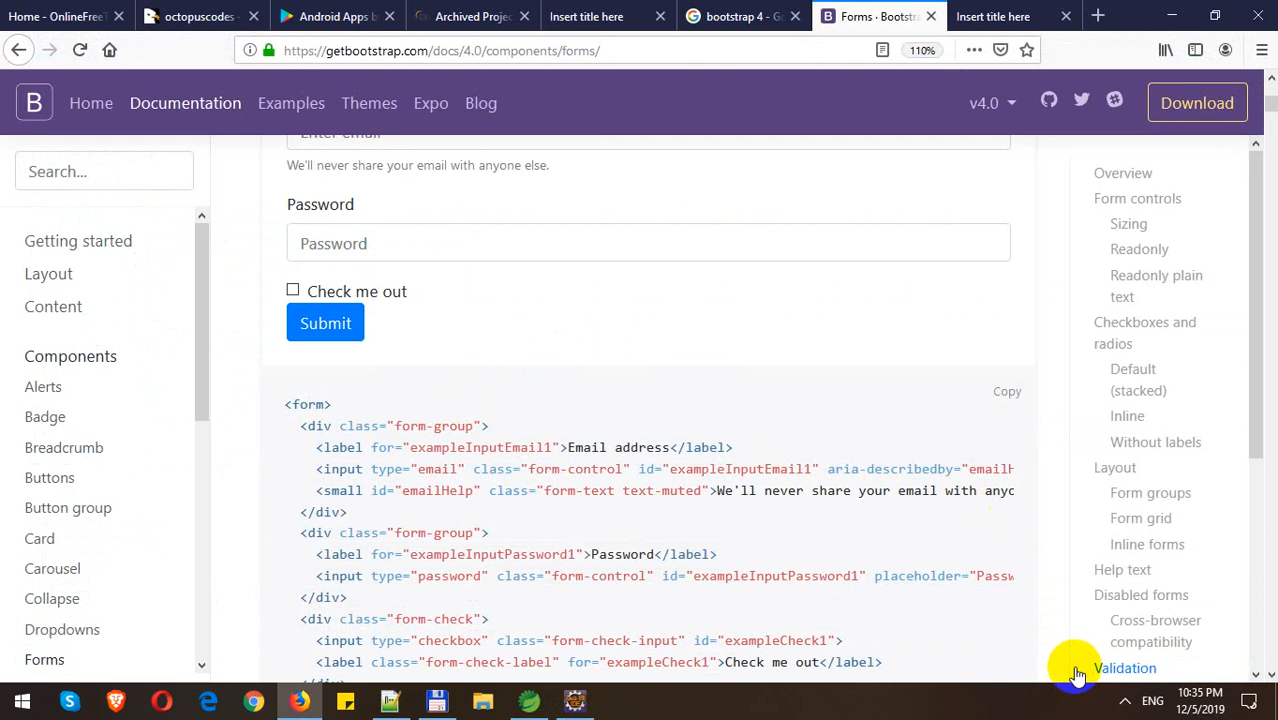 Home - OnlineFreeT
octopuscodes -
Android Apps b
Archived Proje
Insert title here
bootstrap 4 - G
Forms · Bootstra
Insert title here
https://getbootstrap.com/docs/4.0/components/forms/
110%
B
Home
Documentation
Examples
Themes
Expo
Blog
v4.0
Download
Search...
Getting started
Layout
Content
Components
Alerts
Badge
Breadcrumb
Buttons
Button group
Card
Carousel
Collapse
Dropdowns
Forms
Enter email
We'll never share your email with anyone else.
Password
Password
Check me out
Submit
Copy
<form>
<div class="form-group">
<label for="exampleInputEmail1">Email address</label>
<input type="email" class="form-control" id="exampleInputEmail1" aria-describedby="emailH
<small id="emailHelp" class="form-text text-muted">We'll never share your email with anyo
</div>
<div class="form-group">
<label for="exampleInputPassword1">Password</label>
<input type="password" class="form-control" id="exampleInputPassword1" placeholder="Passw
</div>
<div class="form-check">
<input type="checkbox" class="form-check-input" id="exampleCheck1">
<label class="form-check-label" for="exampleCheck1">Check me out</label>
Overview
Form controls
Sizing
Readonly
Readonly plain
text
Checkboxes and
radios
Default
(stacked)
Inline
Without labels
Layout
Form groups
Form grid
Inline forms
Help text
Disabled forms
Cross-browser
compatibility
Validation
ENG
10:35 PM
12/5/2019